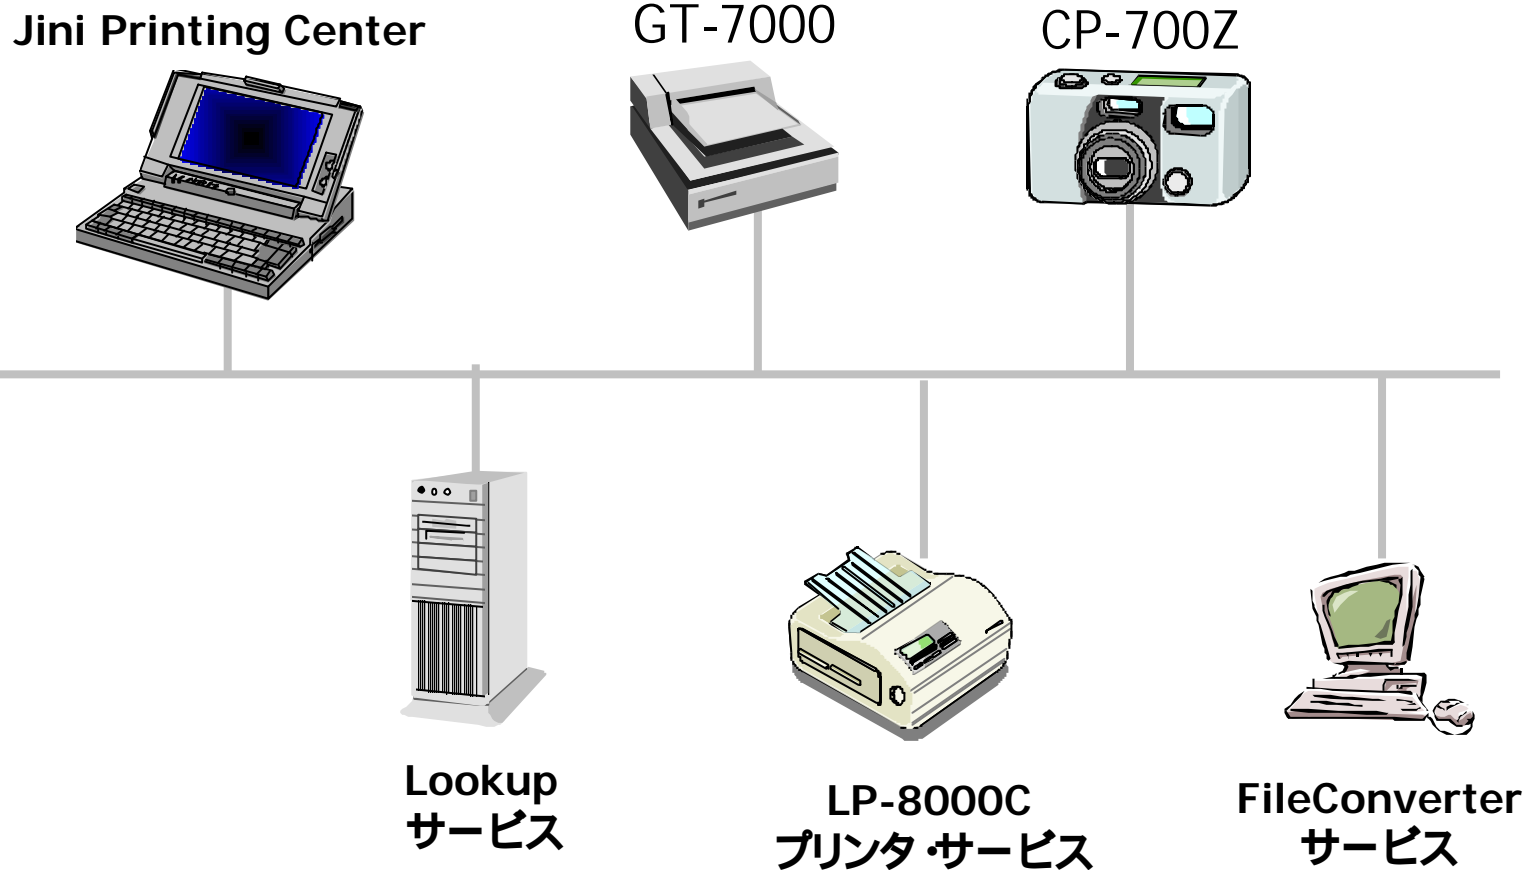 Jini Printing Center
GT-7000
CP-700Z
Lookup
サービス
LP-8000C
プリンタ・サービス
FileConverter
サービス